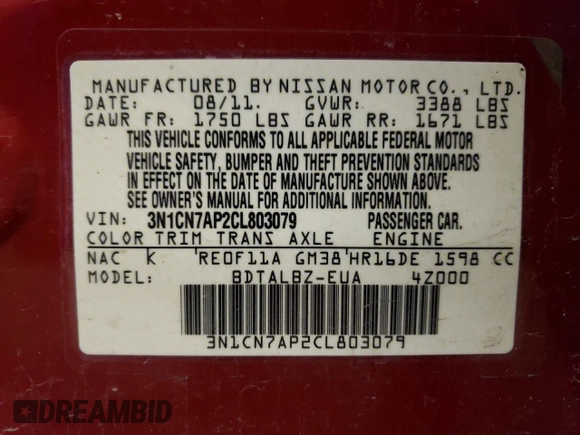 MANUFACTURED BY NISSAN MOTOR CO., LTD.
DATE: 08/11. GVWR: 3388 LBS
GAWR FR: 1750 LBS GAWR RR: 1671 LBS
THIS VEHICLE CONFORMS TO ALL APPLICABLE FEDERAL MOTOR
VEHICLE SAFETY, BUMPER AND THEFT PREVENTION STANDARDS
IN EFFECT ON THE DATE OF MANUFACTURE SHOWN ABOVE.
SEE OWNER'S MANUAL FOR ADDITIONAL INFORMATION.
VIN: 3N1CN7AP2CL803079 PASSENGER CAR.
COLOR TRIM TRANS AXLE ENGINE
NAC K 'RE0F11A GM38'HR16DE 1598 CC
MODEL: BDTALBZ-EUA 4Z000
3N1CN7AP2CL803079
DREAMBID